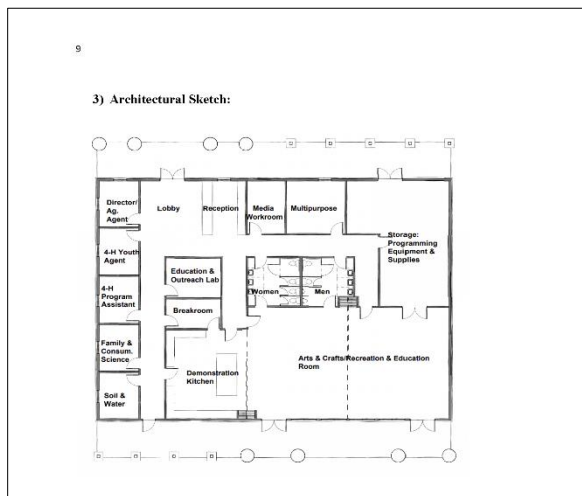 9
3) Architectural Sketch:
Director/
Ag.
Agent
Lobby
Reception
Media
Workroom
Multipurpose
Storage:
Programming
Equipment &
Supplies
4-H Youth
Agent
Education &
Outreach Lab
Women
Men
4-H
Program
Assistant
Breakroom
Family &
Consum.
Science
Demonstration
Kitchen
Arts & Crafts/Recreation & Education
Room
Soil &
Water